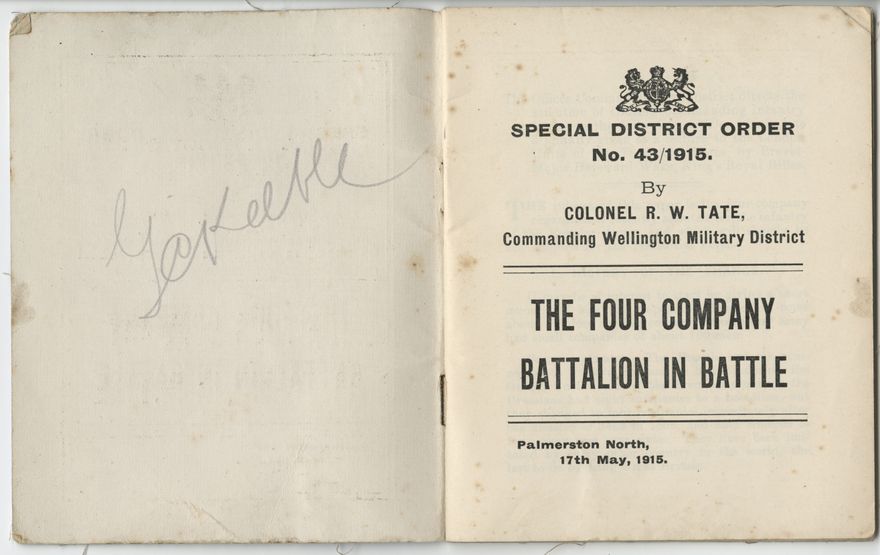 SPECIAL DISTRICT ORDER
No. 43/1915.
By
COLONEL R. W. TATE,
Commanding Wellington Military District
THE FOUR COMPANY
BATTALION IN BATTLE
Palmerston North,
17th May, 1915.